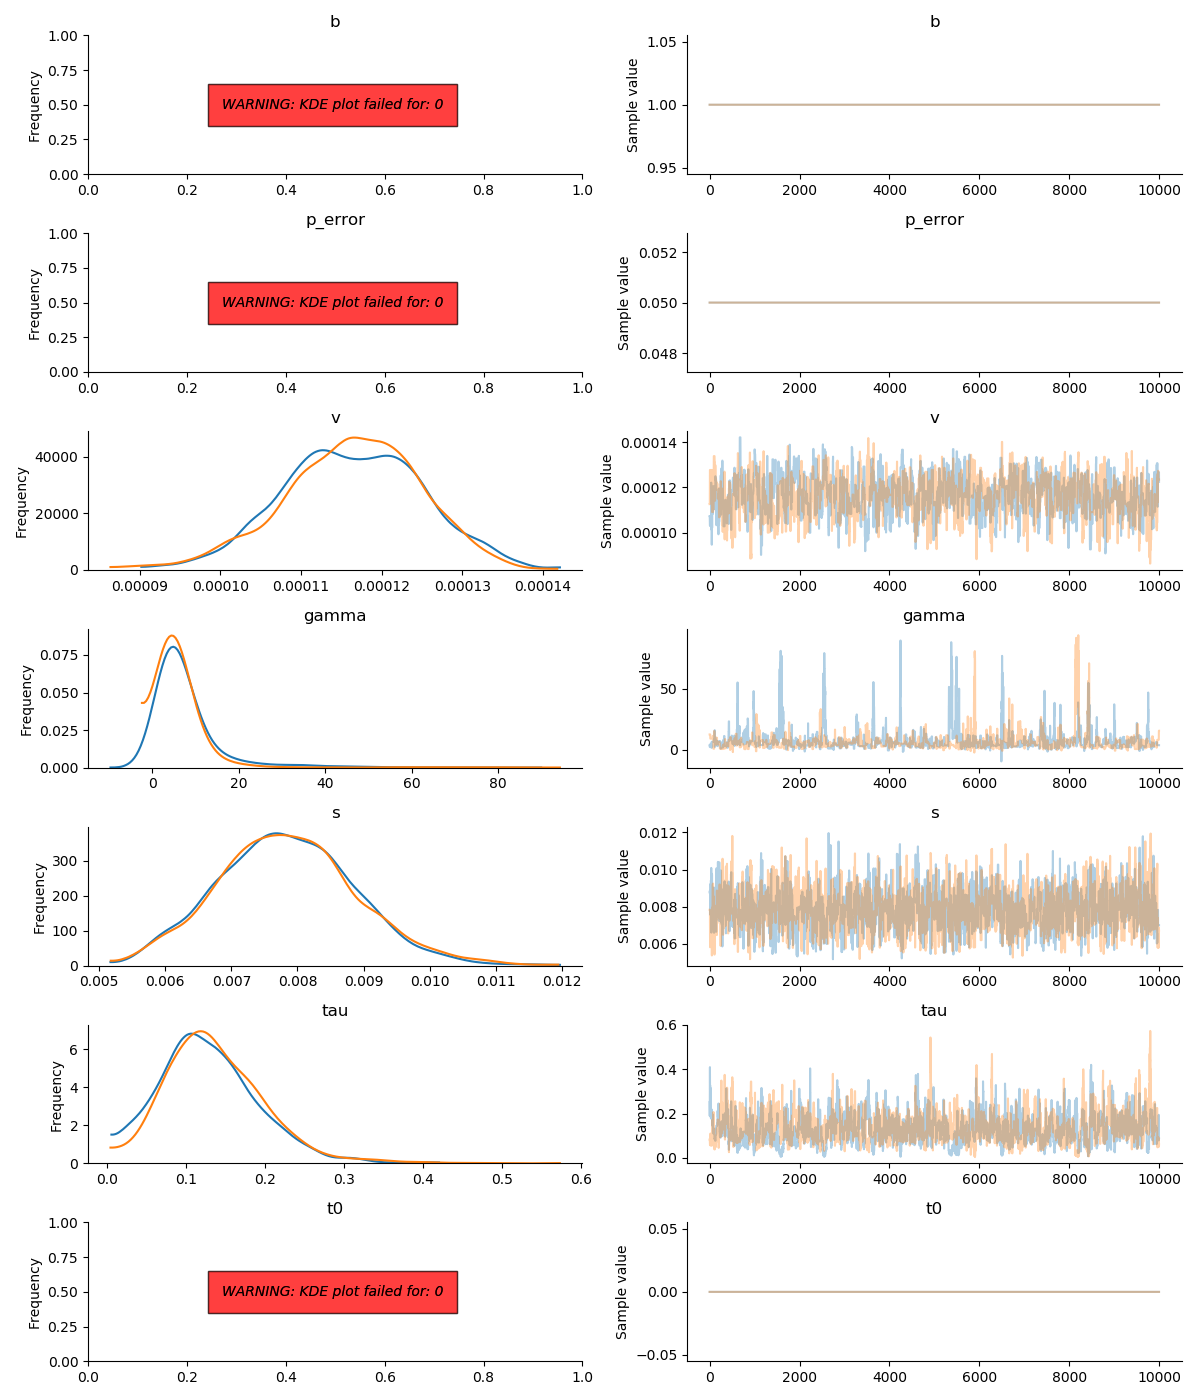 b
1.00
0.75
0.50
0.25
0.00
Frequency
WARNING: KDE plot failed for: 0
0.0 0.2 0.4 0.6 0.8 1.0
b
1.05
1.00
0.95
Sample value
0 2000 4000 6000 8000 10000
p_error
1.00
0.75
0.50
0.25
0.00
Frequency
WARNING: KDE plot failed for: 0
0.0 0.2 0.4 0.6 0.8 1.0
p_error
0.052
0.050
0.048
Sample value
0 2000 4000 6000 8000 10000
v
40000
20000
0
Frequency
0.00009 0.00010 0.00011 0.00012 0.00013 0.00014
v
0.00014
0.00012
0.00010
Sample value
0 2000 4000 6000 8000 10000
gamma
0.075
0.050
0.025
0.000
Frequency
0 20 40 60 80
gamma
50
0
Sample value
0 2000 4000 6000 8000 10000
s
300
200
100
0
Frequency
0.005 0.006 0.007 0.008 0.009 0.010 0.011 0.012
s
0.012
0.010
0.008
0.006
Sample value
0 2000 4000 6000 8000 10000
tau
6
4
2
0
Frequency
0.0 0.1 0.2 0.3 0.4 0.5 0.6
tau
0.6
0.4
0.2
0.0
Sample value
0 2000 4000 6000 8000 10000
t0
1.00
0.75
0.50
0.25
0.00
Frequency
WARNING: KDE plot failed for: 0
0.0 0.2 0.4 0.6 0.8 1.0
t0
0.05
0.00
−0.05
Sample value
0 2000 4000 6000 8000 10000